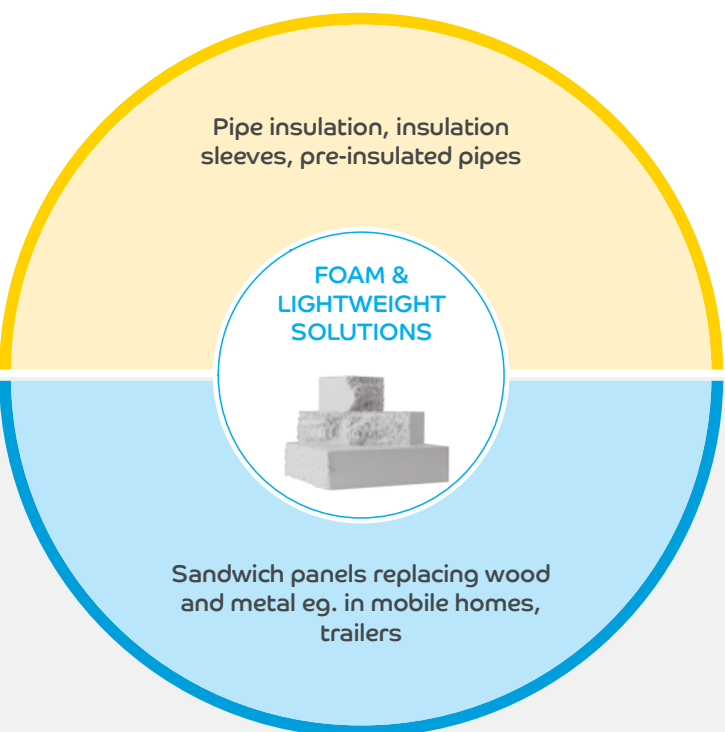 Pipe insulation, insulation
sleeves, pre-insulated pipes
FOAM &
LIGHTWEIGHT
SOLUTIONS
Sandwich panels replacing wood
and metal eg. in mobile homes,
trailers